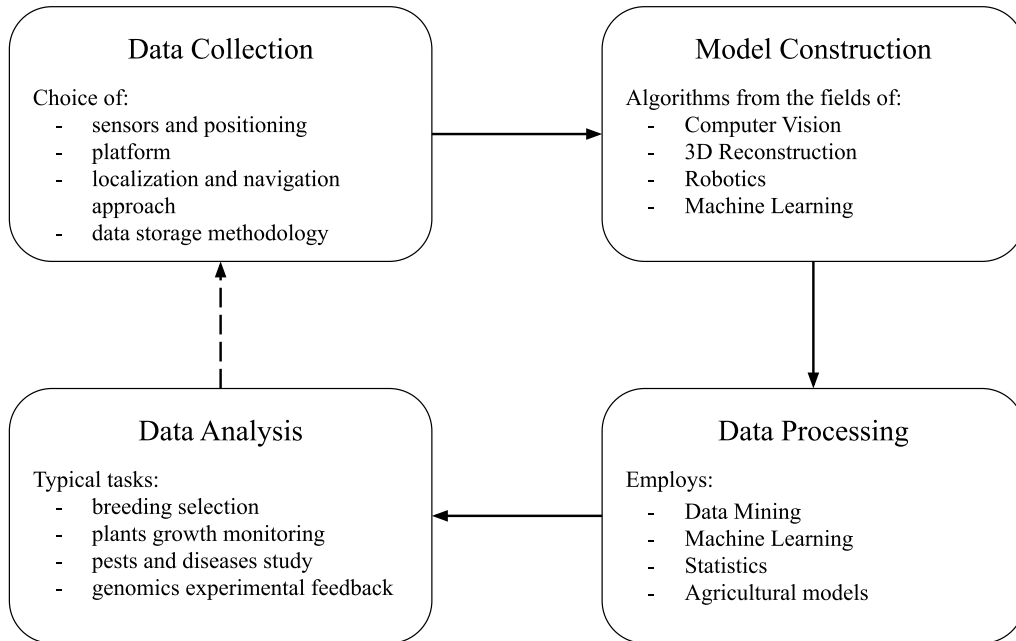 Data Collection
Choice of:
- sensors and positioning
- platform
- localization and navigation
approach
- data storage methodology
Model Construction
Algorithms from the fields of:
- Computer Vision
- 3D Reconstruction
- Robotics
- Machine Learning
Data Analysis
Typical tasks:
- breeding selection
- plants growth monitoring
- pests and diseases study
- genomics experimental feedback
Data Processing
Employs:
- Data Mining
- Machine Learning
- Statistics
- Agricultural models